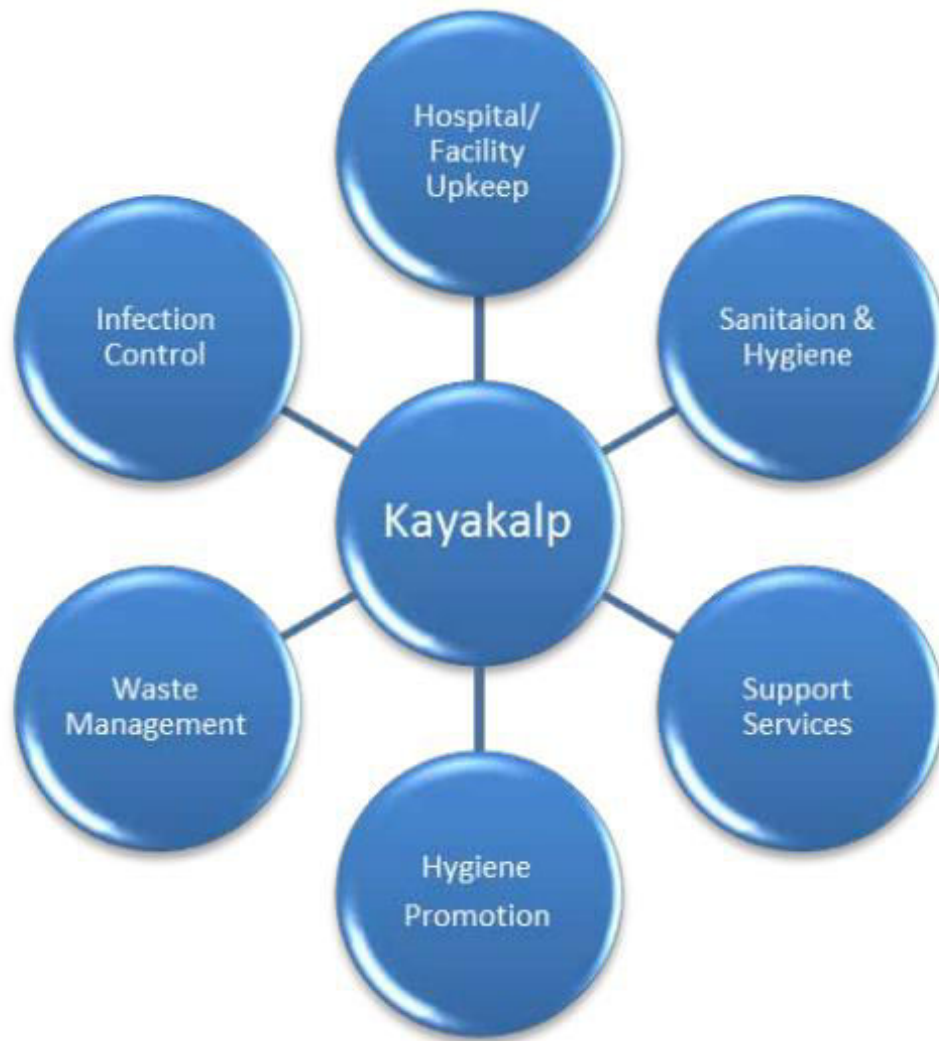 Hospital/
Facility
Upkeep
Infection
Control
Sanitaion &
Hygiene
Kayakalp
Waste
Management
Support
Services
Hygiene
Promotion